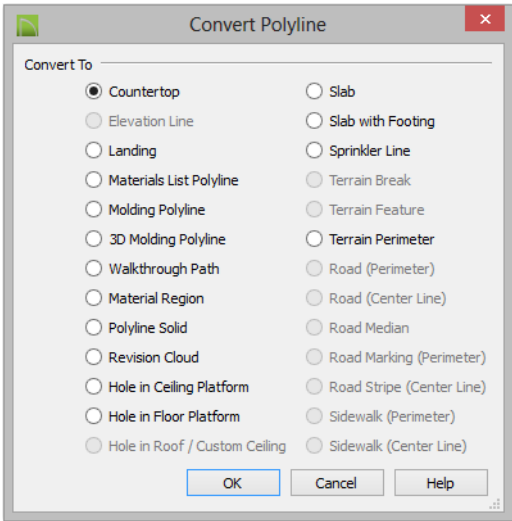 Convert Polyline
Convert To
Countertop
Elevation Line
Landing
Materials List Polyline
Molding Polyline
3D Molding Polyline
Walkthrough Path
Material Region
Polyline Solid
Revision Cloud
Hole in Ceiling Platform
Hole in Floor Platform
Hole in Roof / Custom Ceiling
Slab
Slab with Footing
Sprinkler Line
Terrain Break
Terrain Feature
Terrain Perimeter
Road (Perimeter)
Road (Center Line)
Road Median
Road Marking (Perimeter)
Road Stripe (Center Line)
Sidewalk (Perimeter)
Sidewalk (Center Line)
OK
Cancel
Help